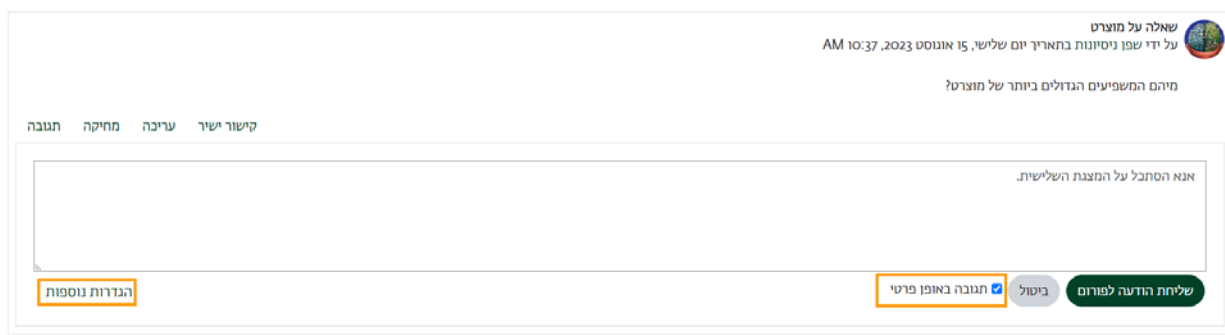 שאלה על מוצרט
על ידי שפן ניסיונות בתאריך יום שלישי, 15 אוגוסט 2023, 10:37 AM
מיהם המשפיעים הגדולים ביותר של מוצרט?
קישור ישיר עריכה מחיקה תגובה
אנא הסתכל על המצגת השלישית.
שליחת הודעה לפורום ביטול תגובה באופן פרטי הגדרות נוספות